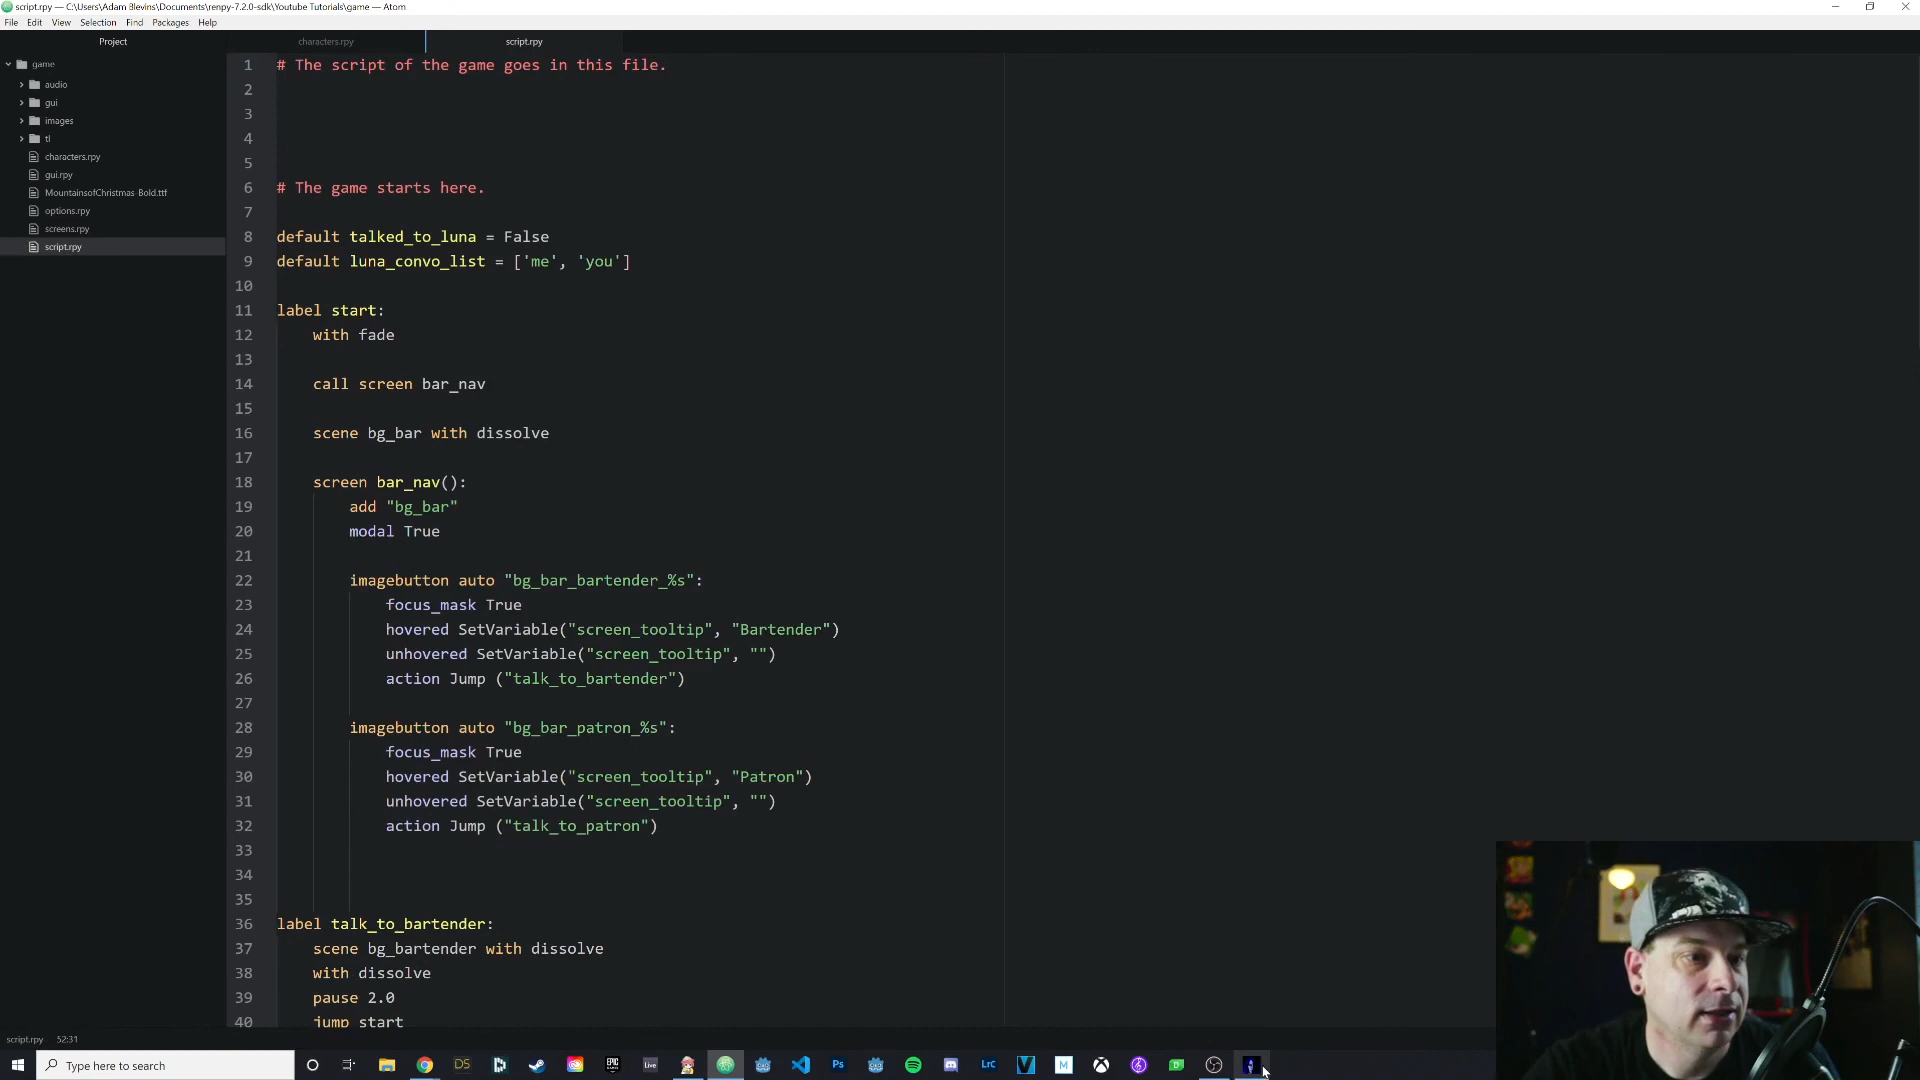 script.rpy — C:\Users\Adam Blevins\Documents\renpy-7.2.0-sdk\Youtube Tutorials\game — Atom
File Edit View Selection Find Packages Help
Project
characters.rpy
script.rpy
game
audio
gui
images
tl
characters.rpy
gui.rpy
MountainsofChristmas-Bold.ttf
options.rpy
screens.rpy
script.rpy
1 # The script of the game goes in this file.
2
3
4
5
6 # The game starts here.
7
8 default talked_to_luna = False
9 default luna_convo_list = ['me', 'you']
10
11 label start:
12 with fade
13
14 call screen bar_nav
15
16 scene bg_bar with dissolve
17
18 screen bar_nav():
19 add "bg_bar"
20 modal True
21
22 imagebutton auto "bg_bar_bartender_%s":
23 focus_mask True
24 hovered SetVariable("screen_tooltip", "Bartender")
25 unhovered SetVariable("screen_tooltip", "")
26 action Jump ("talk_to_bartender")
27
28 imagebutton auto "bg_bar_patron_%s":
29 focus_mask True
30 hovered SetVariable("screen_tooltip", "Patron")
31 unhovered SetVariable("screen_tooltip", "")
32 action Jump ("talk_to_patron")
33
34
35
36 label talk_to_bartender:
37 scene bg_bartender with dissolve
38 with dissolve
39 pause 2.0
40 jump start
script.rpy 52:31
Type here to search
DS
EPIC GAMES
Live
Ps
LrC
V
M